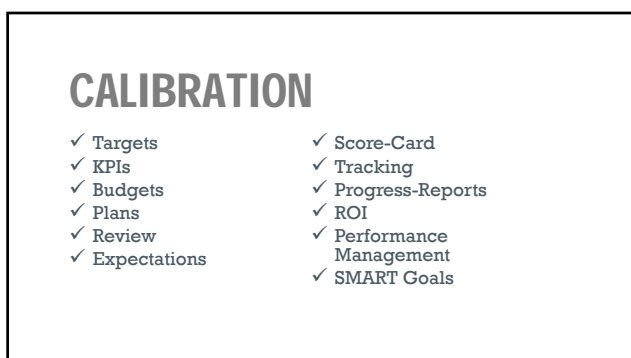 CALIBRATION
✓ Targets
✓ KPIs
✓ Budgets
✓ Plans
✓ Review
✓ Expectations
✓ Score-Card
✓ Tracking
✓ Progress-Reports
✓ ROI
✓ Performance
Management
✓ SMART Goals